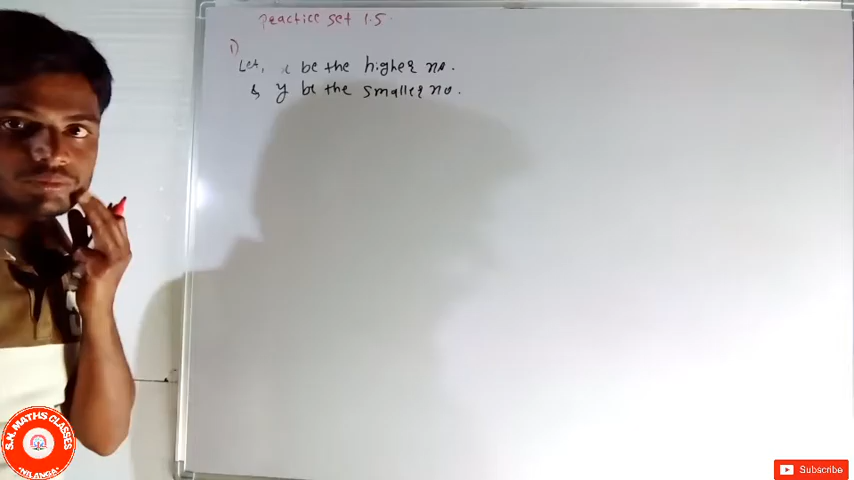 Practice set 1.5.
1)
Let, x be the higher no.
& y be the smaller no.
S.N. MATHS CLASSES
NILANGA
Subscribe